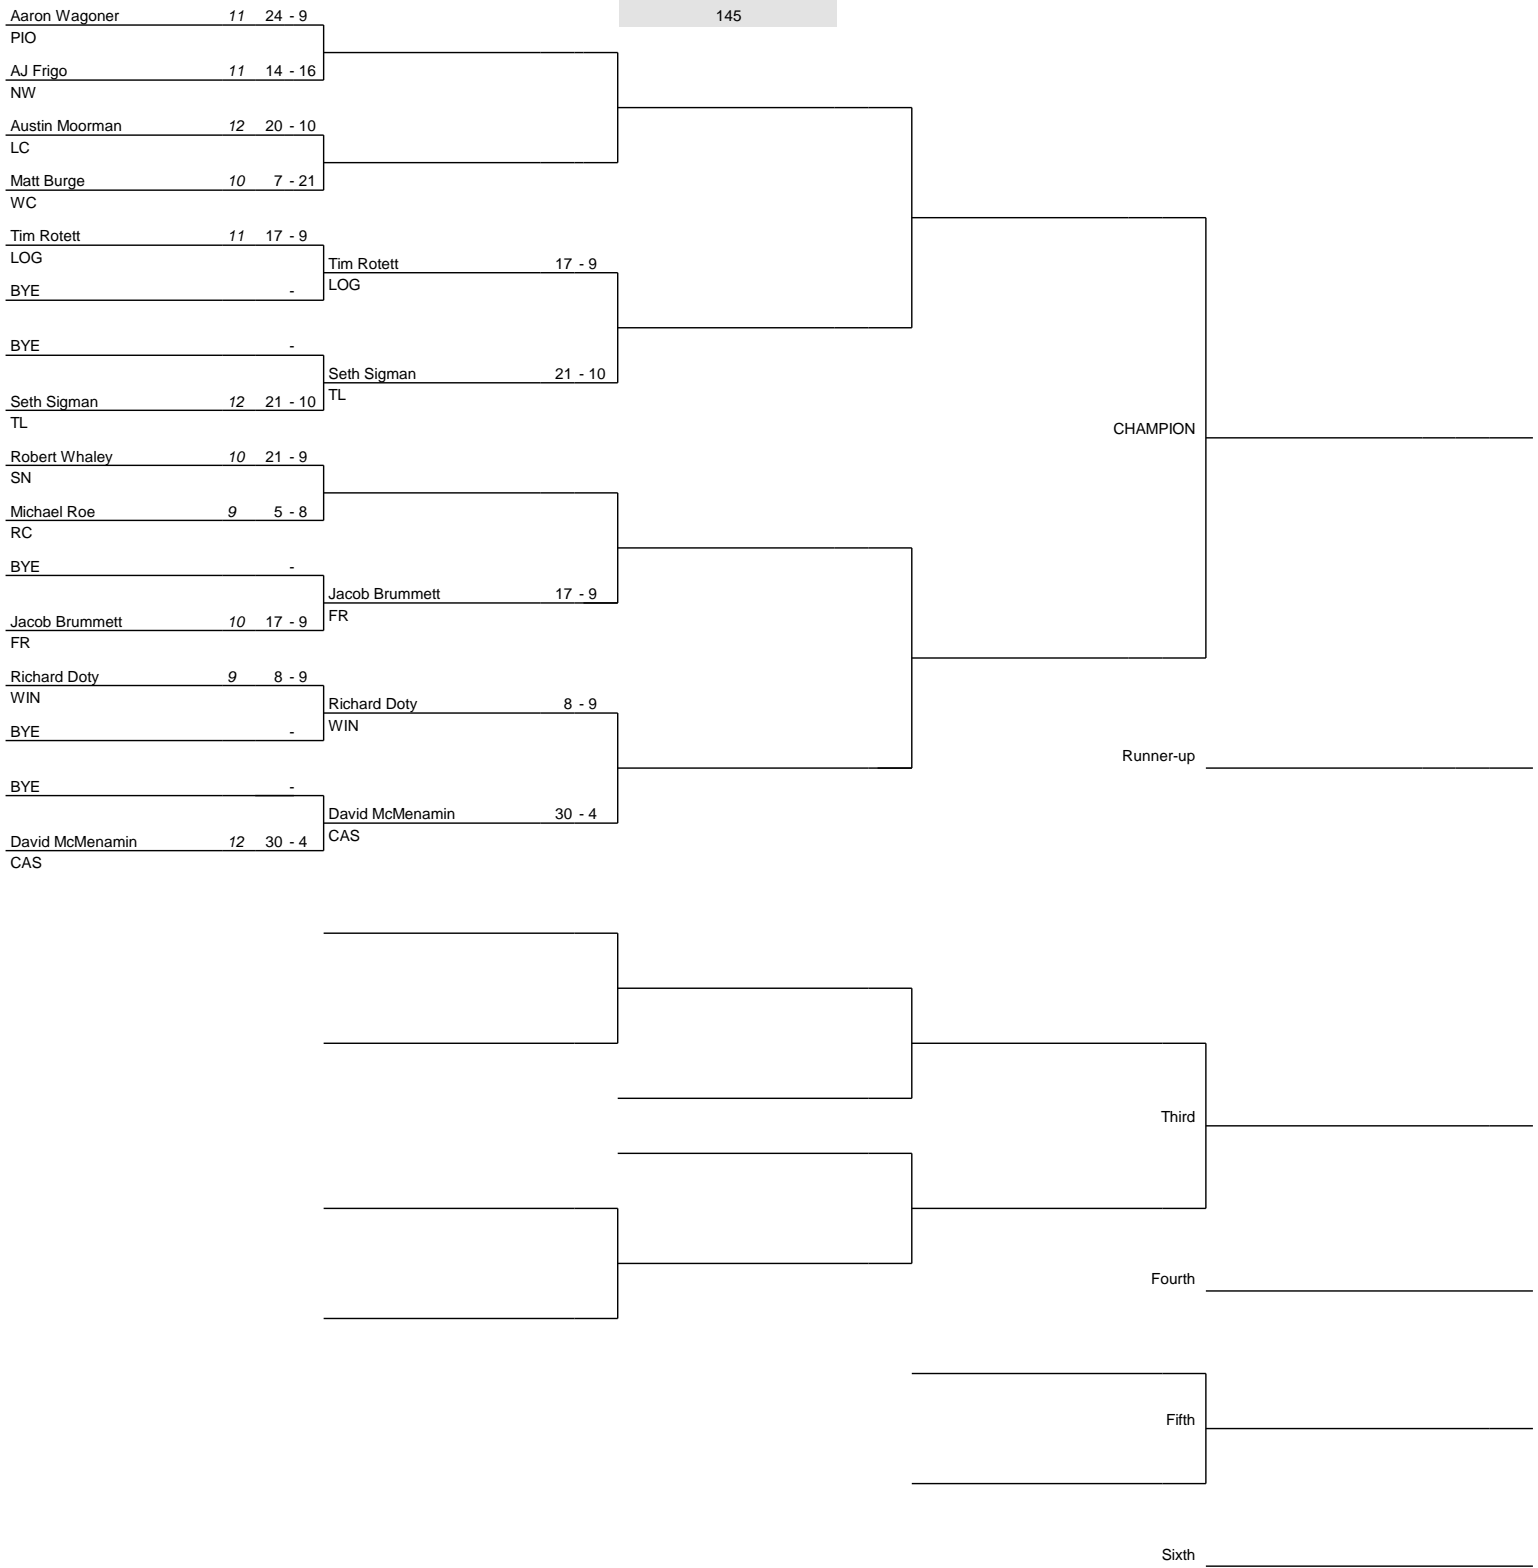 Aaron Wagoner 11 24 - 9
145
PIO
AJ Frigo 11 14 - 16
NW
Austin Moorman 12 20 - 10
LC
Matt Burge 10 7 - 21
WC
Tim Rotett 11 17 - 9
LOG
Tim Rotett 17 - 9
LOG
BYE -
BYE -
Seth Sigman 21 - 10
TL
Seth Sigman 12 21 - 10
TL
CHAMPION
Robert Whaley 10 21 - 9
SN
Michael Roe 9 5 - 8
RC
BYE -
Jacob Brummett 17 - 9
FR
Jacob Brummett 10 17 - 9
FR
Richard Doty 9 8 - 9
WIN
Richard Doty 8 - 9
WIN
BYE -
Runner-up
BYE -
David McMenamin 30 - 4
CAS
David McMenamin 12 30 - 4
CAS
Third
Fourth
Fifth
Sixth